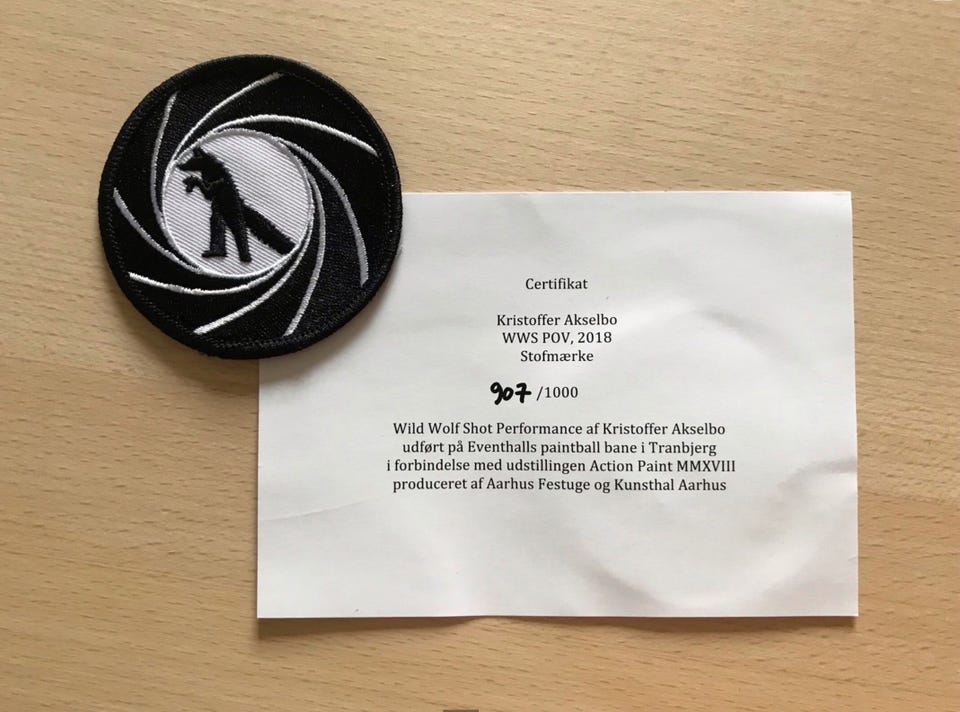 Certifikat
Kristoffer Akselbo
WWS POV, 2018
Stofmærke
907 /1000
Wild Wolf Shot Performance af Kristoffer Akselbo
udført på Eventhalls paintball bane i Tranbjerg
i forbindelse med udstillingen Action Paint MMXVIII
produceret af Aarhus Festuge og Kunsthal Aarhus